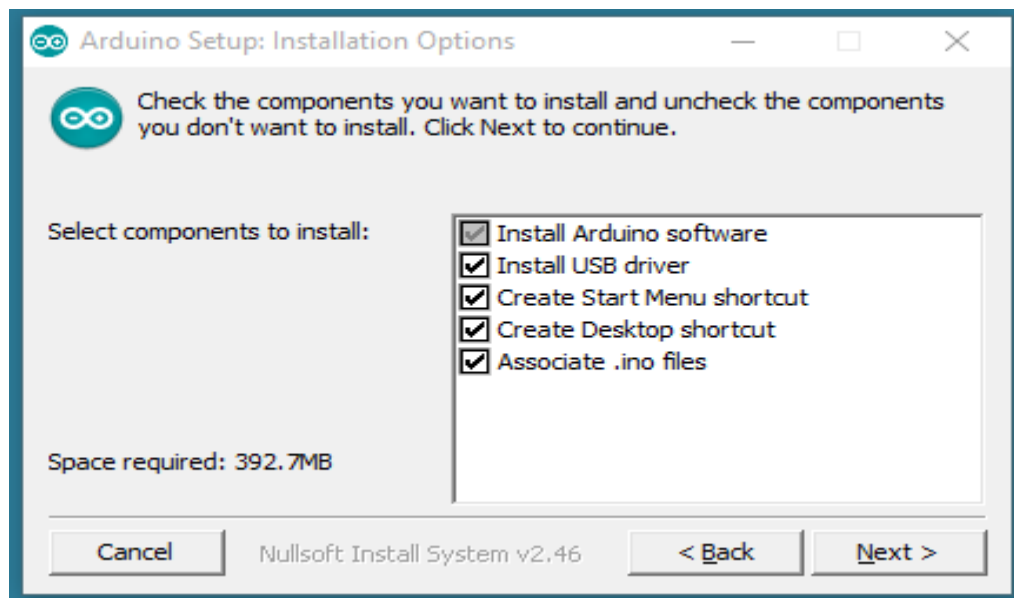 Arduino Setup: Installation Options
Check the components you want to install and uncheck the components
you don't want to install. Click Next to continue.
Select components to install:
Install Arduino software
Install USB driver
Create Start Menu shortcut
Create Desktop shortcut
Associate .ino files
Space required: 392.7MB
Cancel
Nullsoft Install System v2.46
< Back
Next >